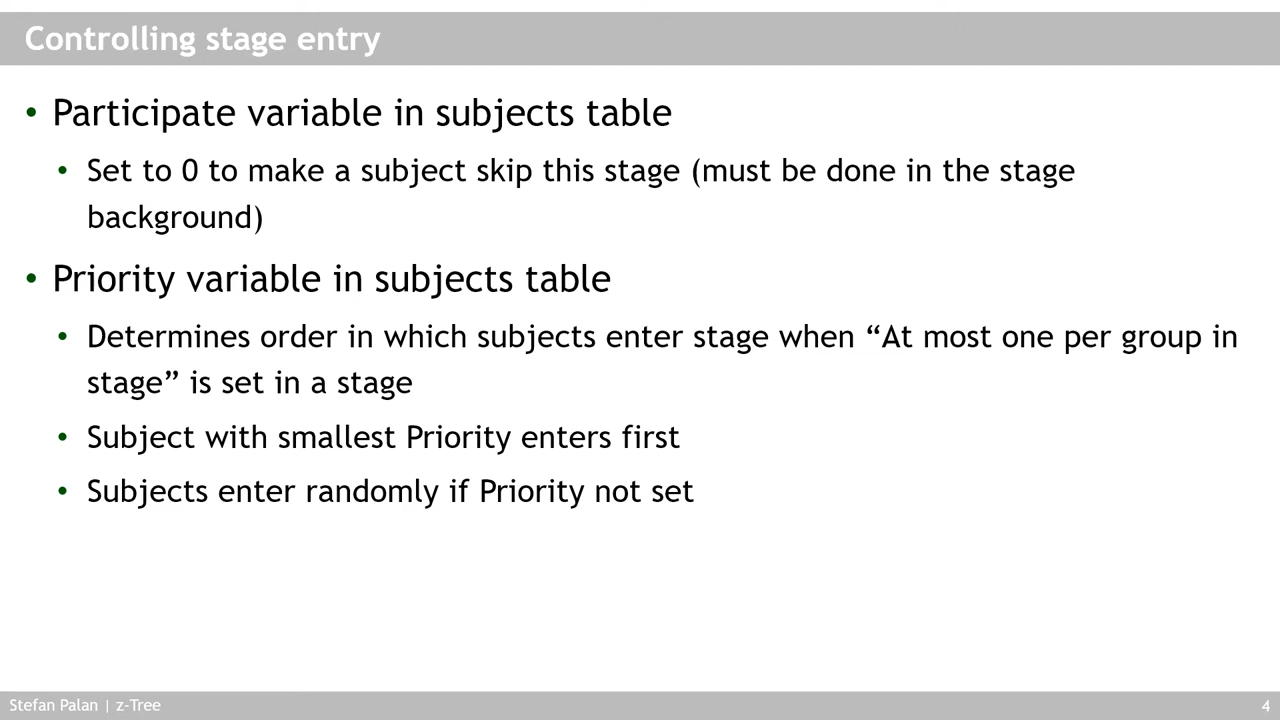 Controlling stage entry
• Participate variable in subjects table
• Set to 0 to make a subject skip this stage (must be done in the stage
background)
• Priority variable in subjects table
• Determines order in which subjects enter stage when “At most one per group in
stage” is set in a stage
• Subject with smallest Priority enters first
• Subjects enter randomly if Priority not set
Stefan Palan | z-Tree
4